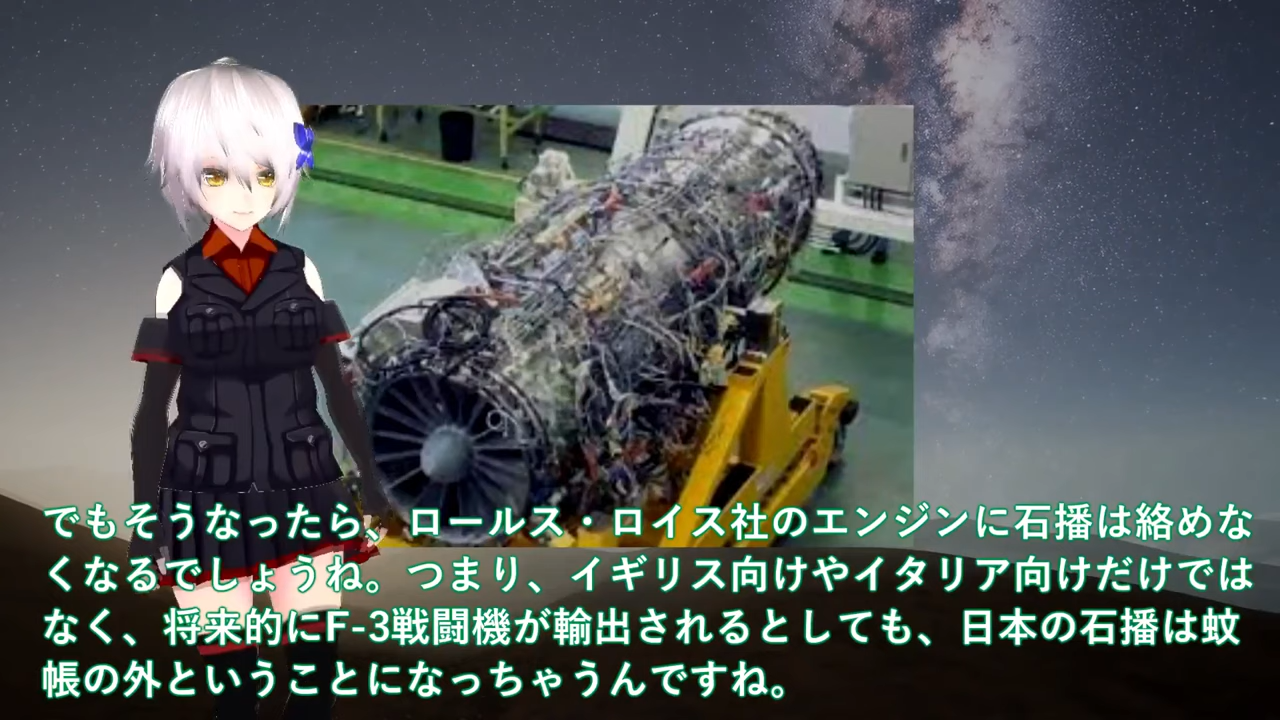 でもそうなったら、ロールス・ロイス社のエンジンに石播は絡めな
くなるでしょうね。つまり、イギリス向けやイタリア向けだけでは
なく、将来的にF-3戦闘機が輸出されるとしても、日本の石播は蚊
帳の外ということになっちゃうんですね。